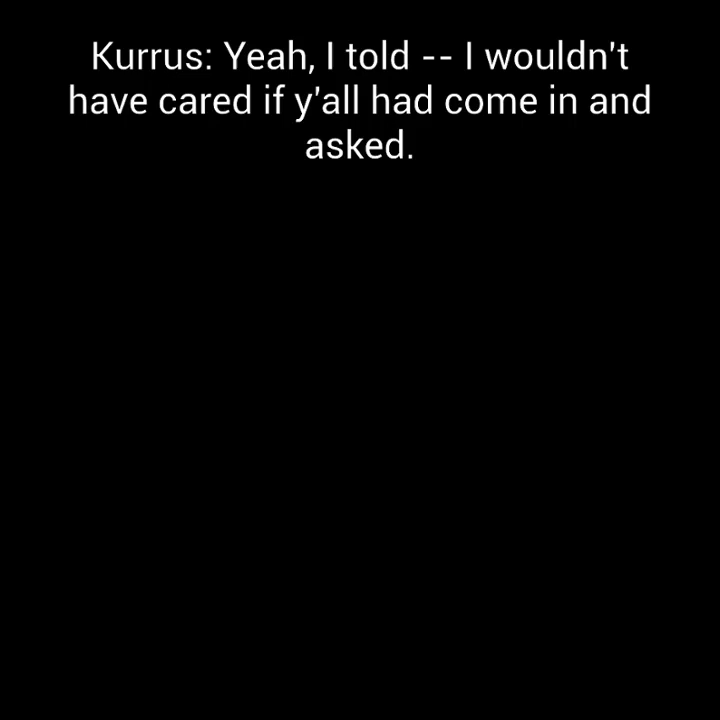 Kurrus: Yeah, I told -- I wouldn't
have cared if y'all had come in and
asked.